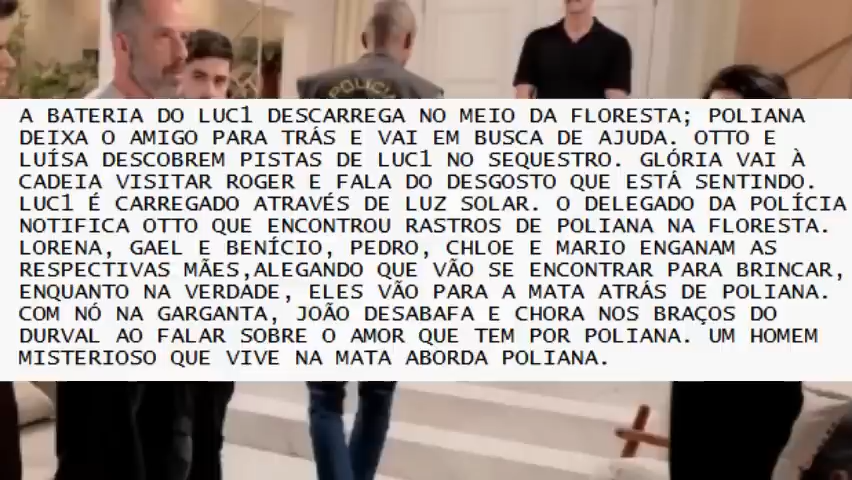 POLICIA
A BATERIA DO LUC1 DESCARREGA NO MEIO DA FLORESTA; POLIANA
DEIXA O AMIGO PARA TRÁS E VAI EM BUSCA DE AJUDA. OTTO E
LUÍSA DESCOBREM PISTAS DE LUC1 NO SEQUESTRO. GLÓRIA VAI À
CADEIA VISITAR ROGER E FALA DO DESGOSTO QUE ESTÁ SENTINDO.
LUC1 É CARREGADO ATRAVÉS DE LUZ SOLAR. O DELEGADO DA POLÍCIA
NOTIFICA OTTO QUE ENCONTROU RASTROS DE POLIANA NA FLORESTA.
LORENA, GAEL E BENÍCIO, PEDRO, CHLOE E MARIO ENGANAM AS
RESPECTIVAS MÃES,ALEGANDO QUE VÃO SE ENCONTRAR PARA BRINCAR,
ENQUANTO NA VERDADE, ELES VÃO PARA A MATA ATRÁS DE POLIANA.
COM NÓ NA GARGANTA, JOÃO DESABAFA E CHORA NOS BRAÇOS DO
DURVAL AO FALAR SOBRE O AMOR QUE TEM POR POLIANA. UM HOMEM
MISTERIOSO QUE VIVE NA MATA ABORDA POLIANA.